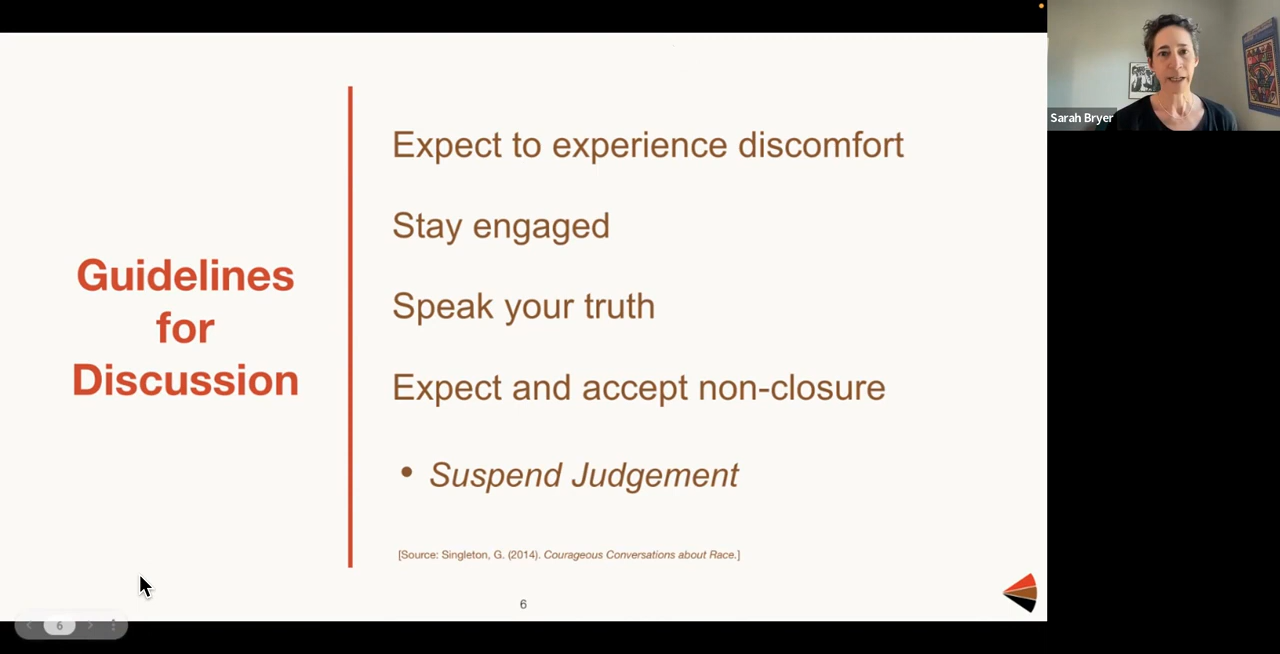 Guidelines
for
Discussion
Expect to experience discomfort
Stay engaged
Speak your truth
Expect and accept non-closure
• Suspend Judgement
[Source: Singleton, G. (2014). Courageous Conversations about Race.]
6
6
Sarah Bryer